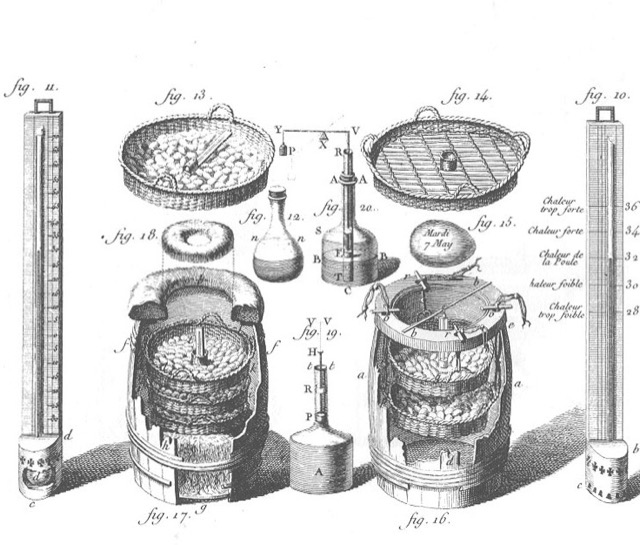 fig. 11.
fig. 13.
fig. 14.
fig. 10.
Y
V
P
X
R
A A
fig. 12.
fig. 20.
fig. 15.
fig. 18.
n n
S
B B
E
T
C
Mardi
7 May
Chaleur
trop forte
36
Chaleur forte
34
Chaleur de
la Poule
32
haleur foible
30
Chaleur
trop foible
28
f f
Y V
fig. 19.
H
t t
R
P
A
a a
e
r
d
c
b
c
d
fig. 17.
g
fig. 16.